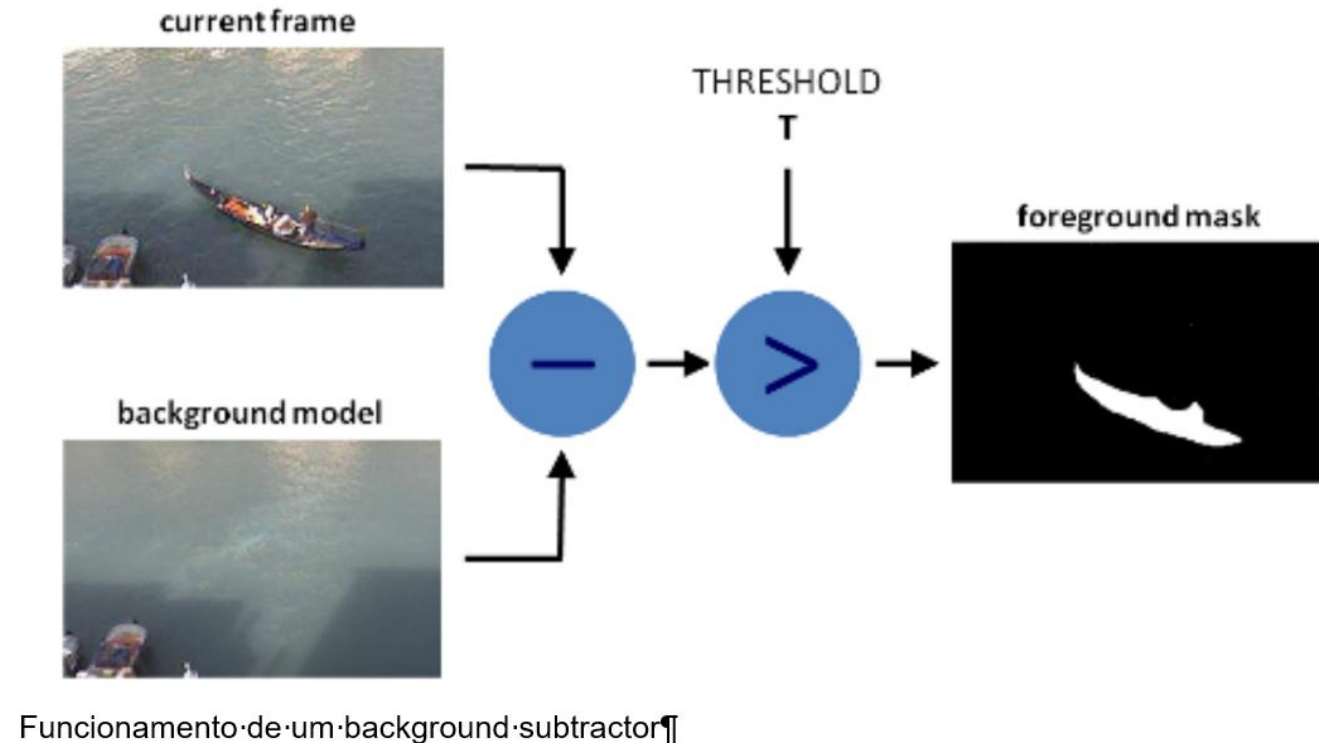 current frame
THRESHOLD
T
foreground mask
background model
Funcionamento·de·um·background·subtractor¶